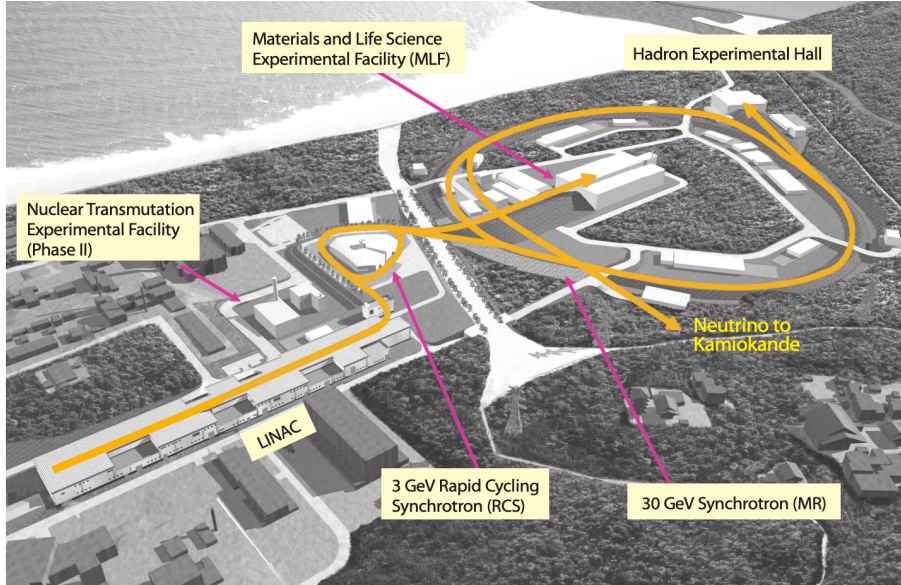 Materials and Life Science
Experimental Facility (MLF)
Hadron Experimental Hall
Nuclear Transmutation
Experimental Facility
(Phase II)
Neutrino to
Kamiokande
LINAC
3 GeV Rapid Cycling
Synchrotron (RCS)
30 GeV Synchrotron (MR)